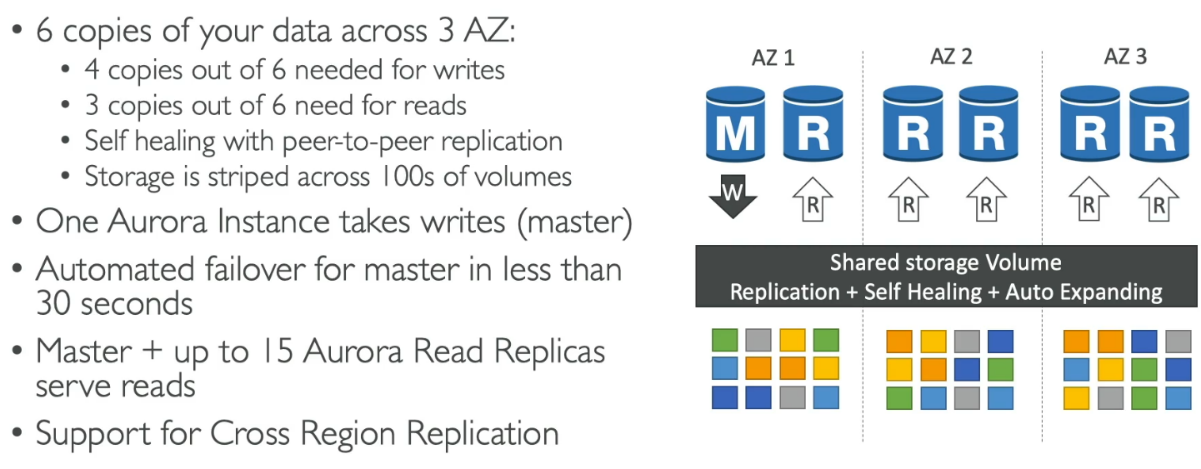 • 6 copies of your data across 3 AZ:
• 4 copies out of 6 needed for writes
• 3 copies out of 6 need for reads
• Self healing with peer-to-peer replication
• Storage is striped across 100s of volumes
• One Aurora Instance takes writes (master)
• Automated failover for master in less than
30 seconds
• Master + up to 15 Aurora Read Replicas
serve reads
• Support for Cross Region Replication
AZ 1 AZ 2 AZ 3
M R R R R R
W R R R R R
Shared storage Volume
Replication + Self Healing + Auto Expanding